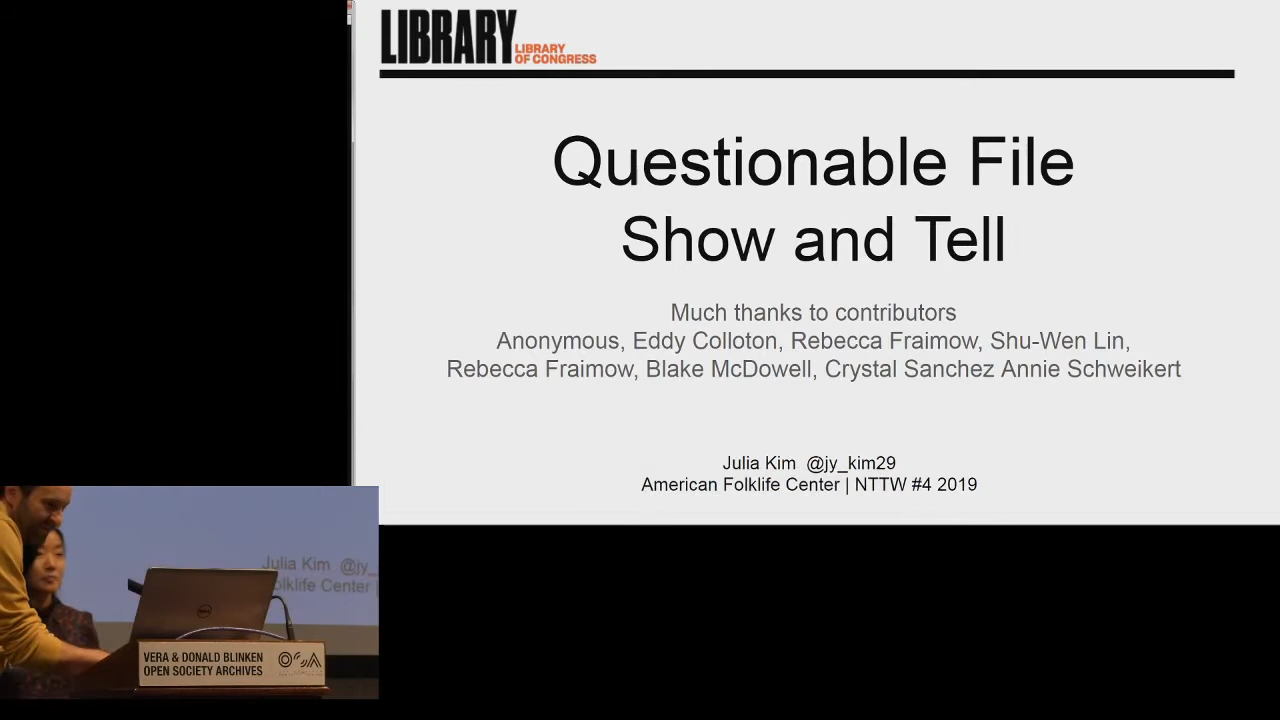 LIBRARY
LIBRARY
OF CONGRESS
Questionable File
Show and Tell
Much thanks to contributors
Anonymous, Eddy Colloton, Rebecca Fraimow, Shu-Wen Lin,
Rebecca Fraimow, Blake McDowell, Crystal Sanchez Annie Schweikert
Julia Kim @jy_kim29
American Folklife Center | NTTW #4 2019
Julia Kim @jy_
olklife Center |
VERA & DONALD BLINKEN
OPEN SOCIETY ARCHIVES